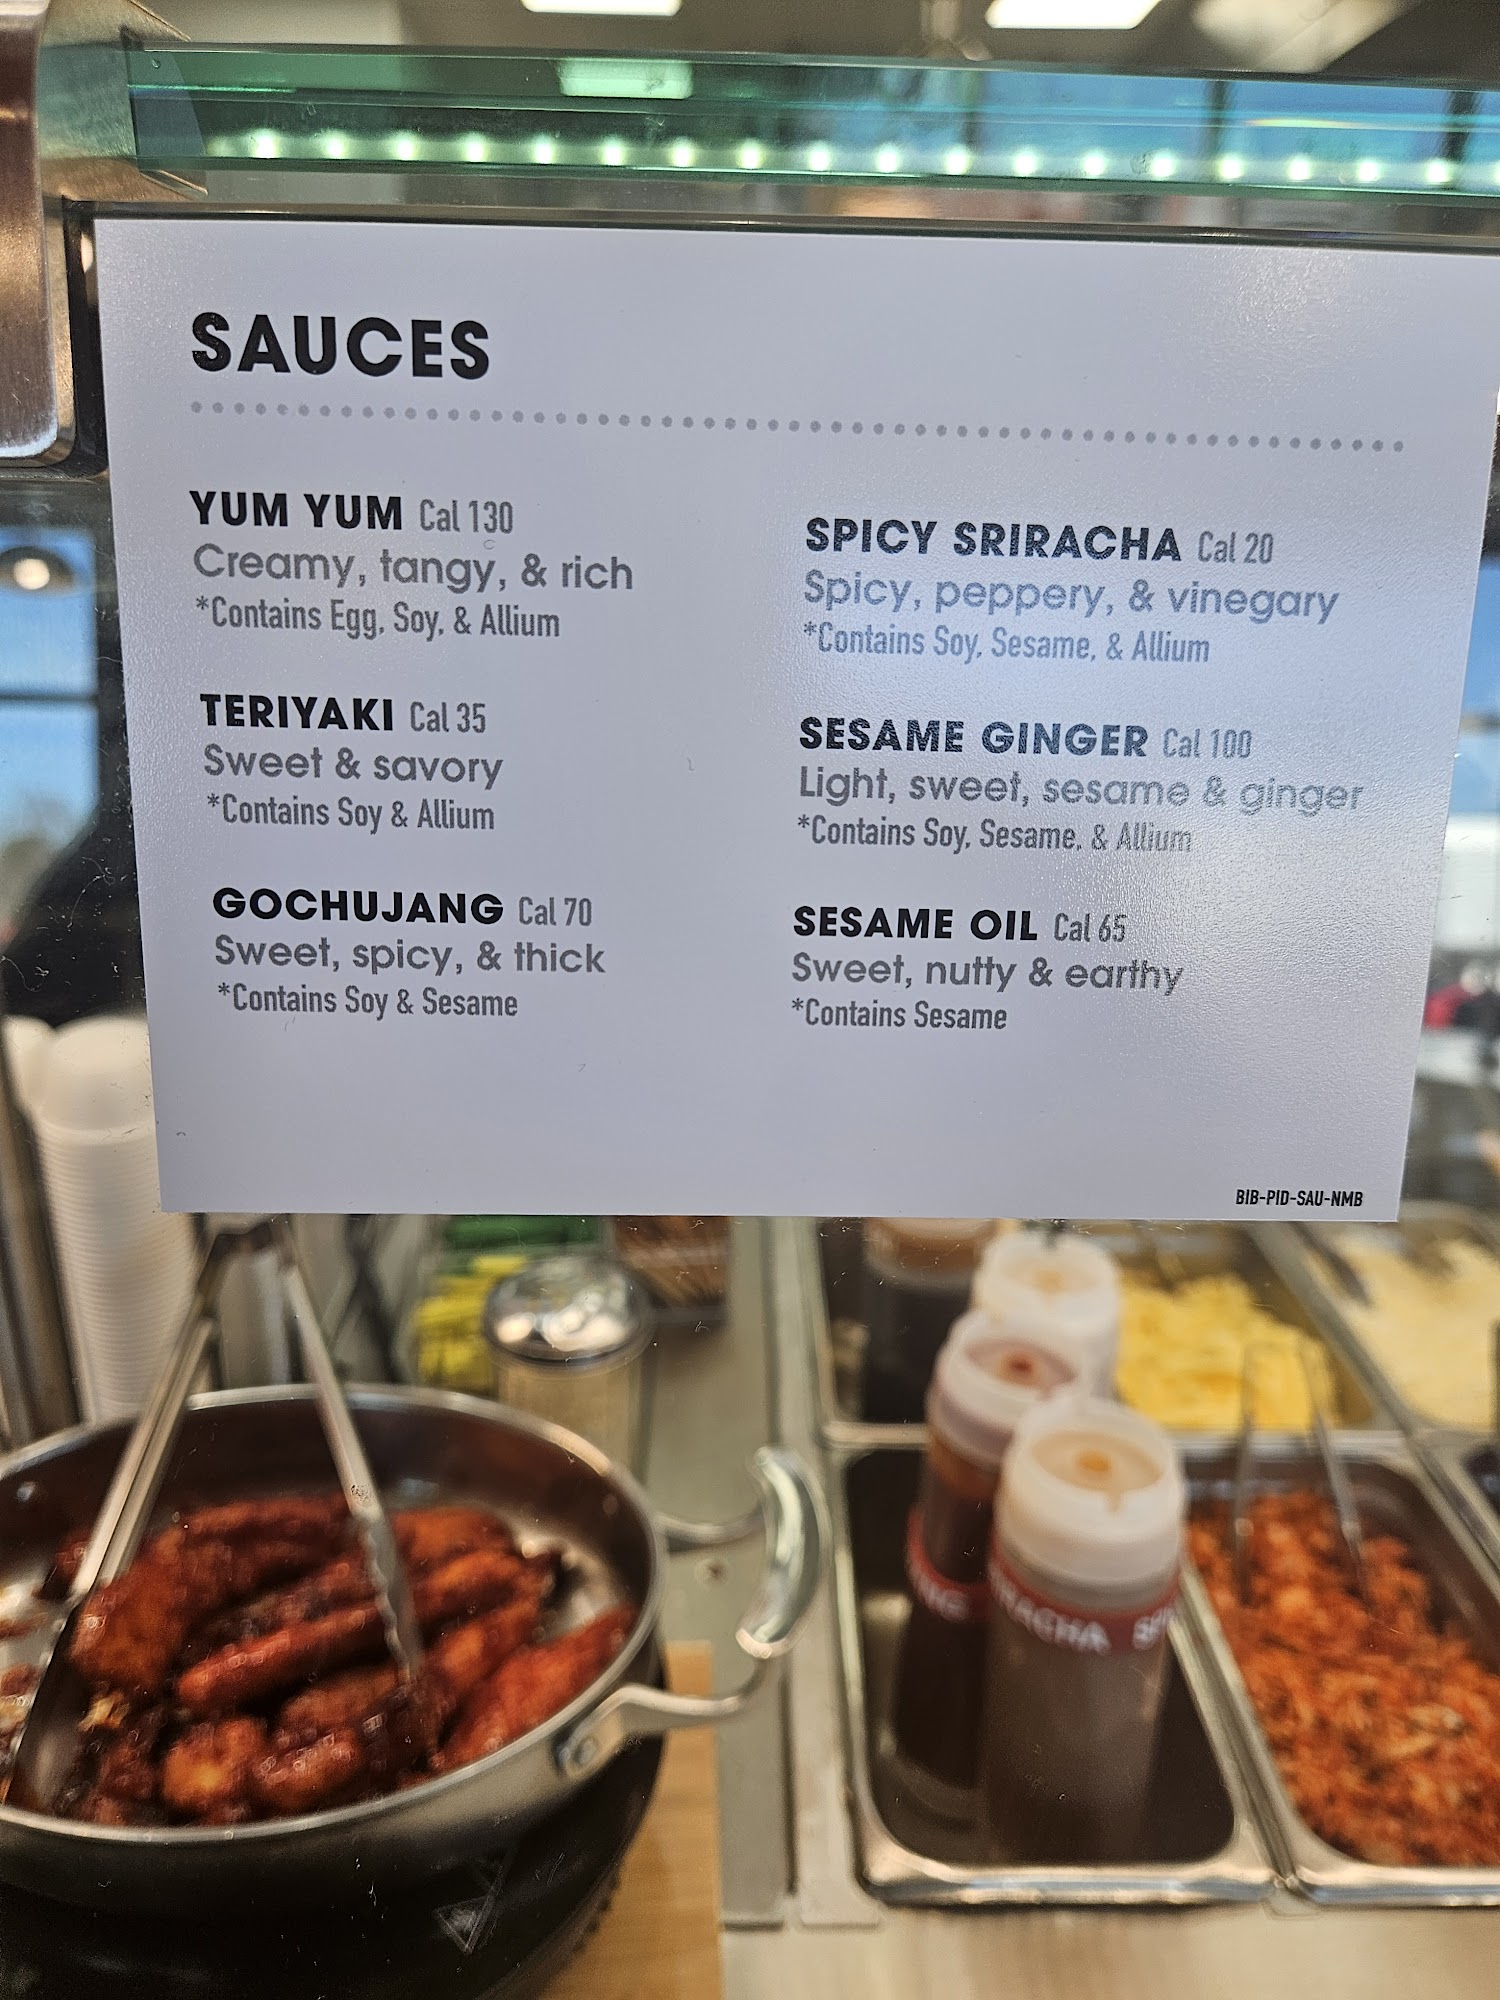 SAUCES
YUM YUM Cal 130
Creamy, tangy, & rich
*Contains Egg, Soy, & Allium
TERIYAKI Cal 35
Sweet & savory
*Contains Soy & Allium
GOCHUJANG Cal 70
Sweet, spicy, & thick
*Contains Soy & Sesame
SPICY SRIRACHA Cal 20
Spicy, peppery, & vinegary
*Contains Soy, Sesame, & Allium
SESAME GINGER Cal 100
Light, sweet, sesame & ginger
*Contains Soy, Sesame, & Allium
SESAME OIL Cal 65
Sweet, nutty & earthy
*Contains Sesame
BIB-PID-SAU-NMB